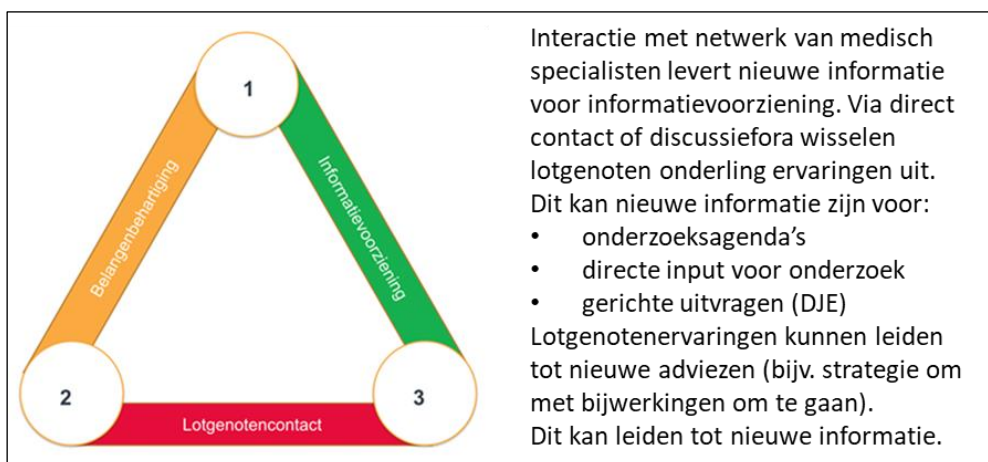 1
Belangenbehartiging
Informatievoorziening
2
3
Lotgenotencontact
Interactie met netwerk van medisch
specialisten levert nieuwe informatie
voor informatievoorziening. Via direct
contact of discussiefora wisselen
lotgenoten onderling ervaringen uit.
Dit kan nieuwe informatie zijn voor:
• onderzoeksagenda’s
• directe input voor onderzoek
• gerichte uitvragen (DJE)
Lotgenotenervaringen kunnen leiden
tot nieuwe adviezen (bijv. strategie om
met bijwerkingen om te gaan).
Dit kan leiden tot nieuwe informatie.